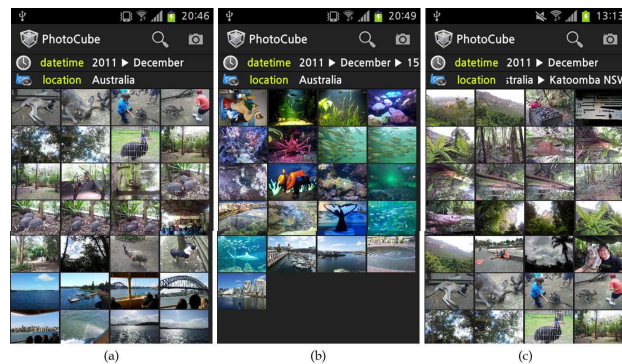 20:46
PhotoCube
datetime 2011 ▶ December
location Australia
(a)
20:49
PhotoCube
datetime 2011 ▶ December ▶ 15
location Australia
(b)
13:13
PhotoCube
datetime 2011 ▶ December
location stralia ▶ Katoomba NSW
(c)